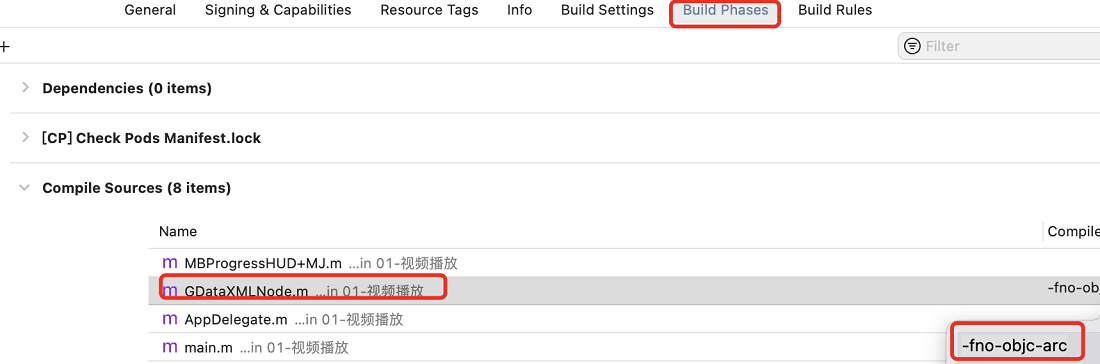 General Signing & Capabilities Resource Tags Info Build Settings Build Phases Build Rules
+ Filter
Dependencies (0 items)
[CP] Check Pods Manifest.lock
Compile Sources (8 items)
Name Compile
m MBProgressHUD+MJ.m ...in 01-视频播放
m GDataXMLNode.m ...in 01-视频播放 -fno-obj
m AppDelegate.m ...in 01-视频播放
m main.m ...in 01-视频播放
-fno-objc-arc